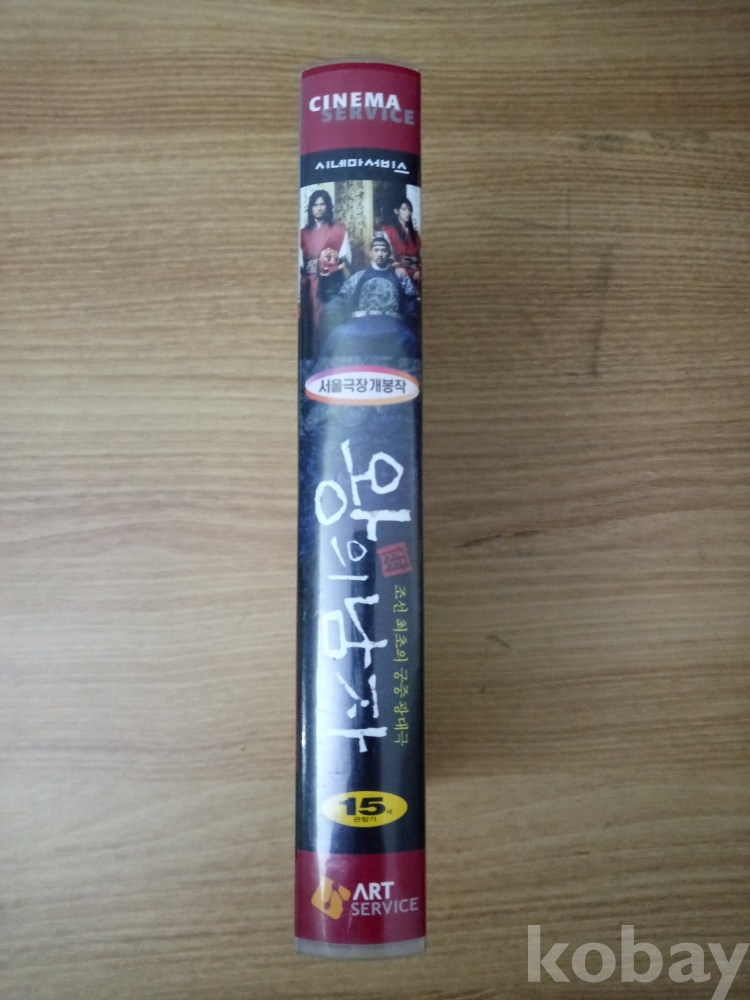 CINEMA
SERVICE
시네마서비스
서울극장개봉작
왕의남자
조선 최초의 궁중 광대극
15세
관람가
ART
SERVICE
kobay